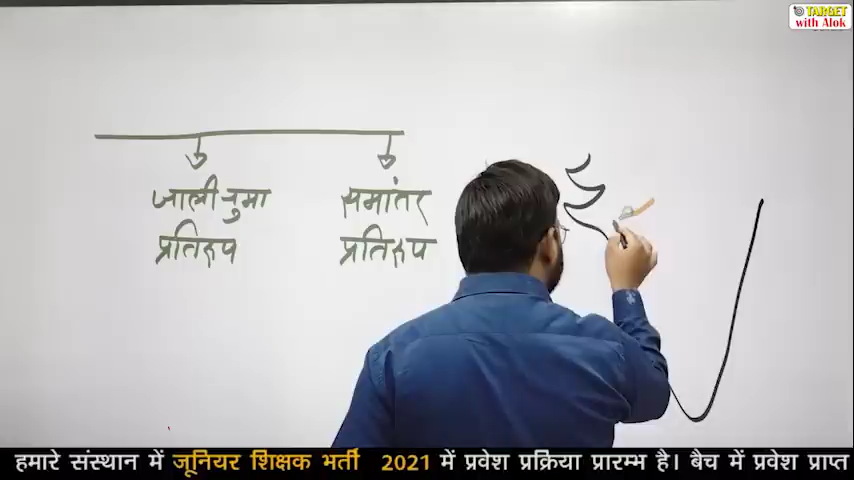 TARGET
with Alok
जालीनुमा
प्रतिरुप
समांतर
प्रतिरुप
हमारे संस्थान में जूनियर शिक्षक भर्ती 2021 में प्रवेश प्रक्रिया प्रारम्भ है। बैच में प्रवेश प्राप्त